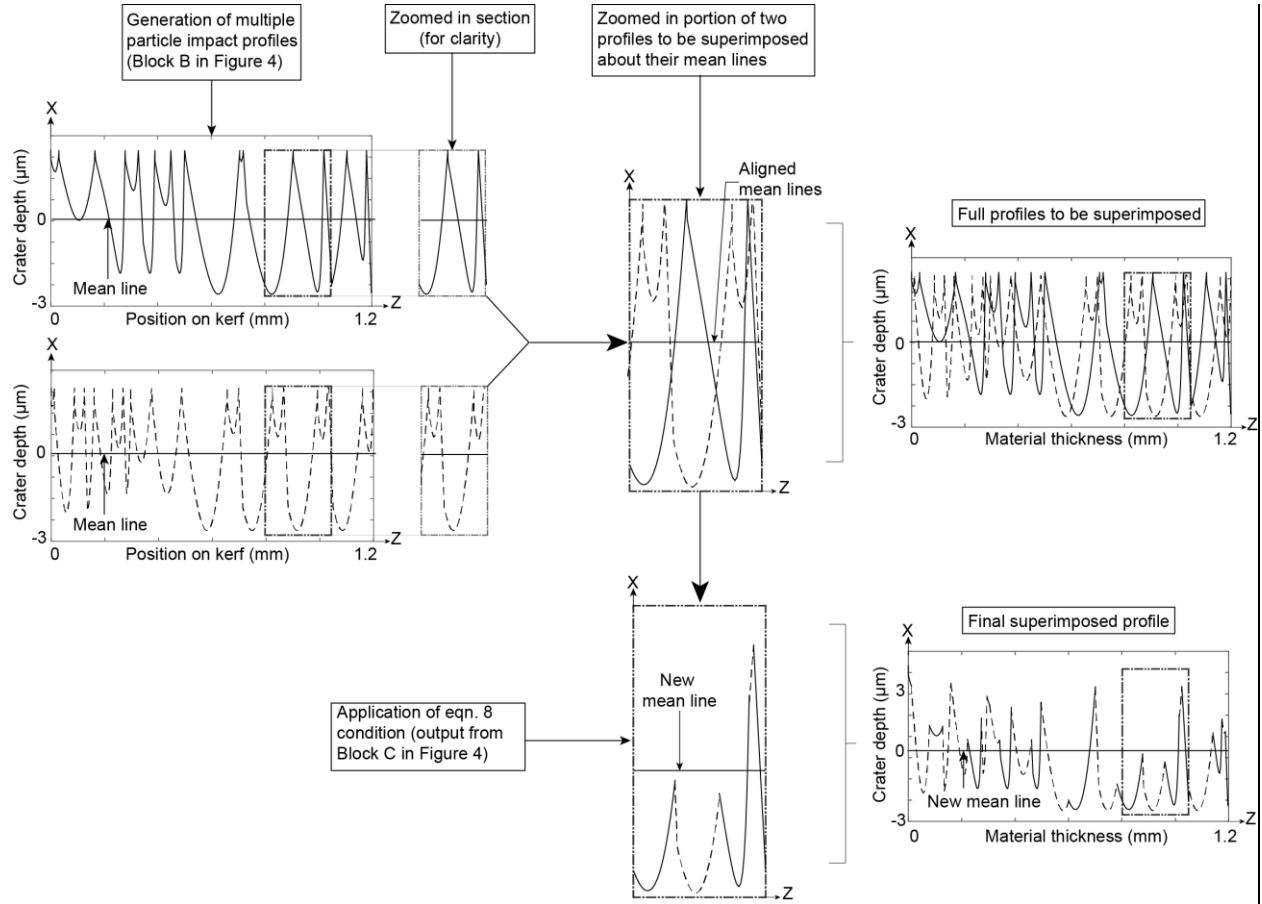 Generation of multiple
particle impact profiles
(Block B in Figure 4)
Zoomed in section
(for clarity)
Zoomed in portion of two
profiles to be superimposed
about their mean lines
X
Crater depth (µm)
0
-3
Mean line
Z
0
Position on kerf (mm)
1.2
Crater depth (µm)
0
-3
Mean line
Z
0
Position on kerf (mm)
1.2
X
Aligned
mean lines
Z
Full profiles to be superimposed
X
Crater depth (µm)
0
-3
Z
0
Material thickness (mm)
1.2
Application of eqn. 8
condition (output from
Block C in Figure 4)
X
New
mean line
Z
Final superimposed profile
X
Crater depth (µm)
3
0
-3
New mean line
Z
0
Material thickness (mm)
1.2